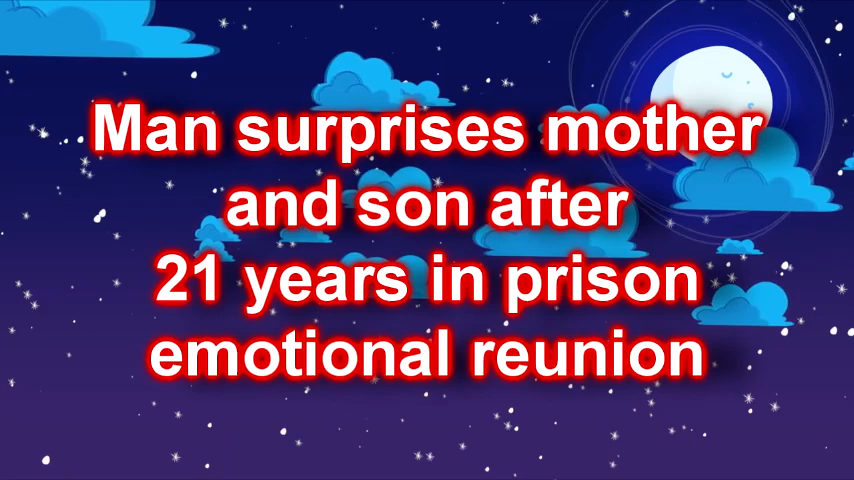 Man surprises mother
and son after
21 years in prison
emotional reunion